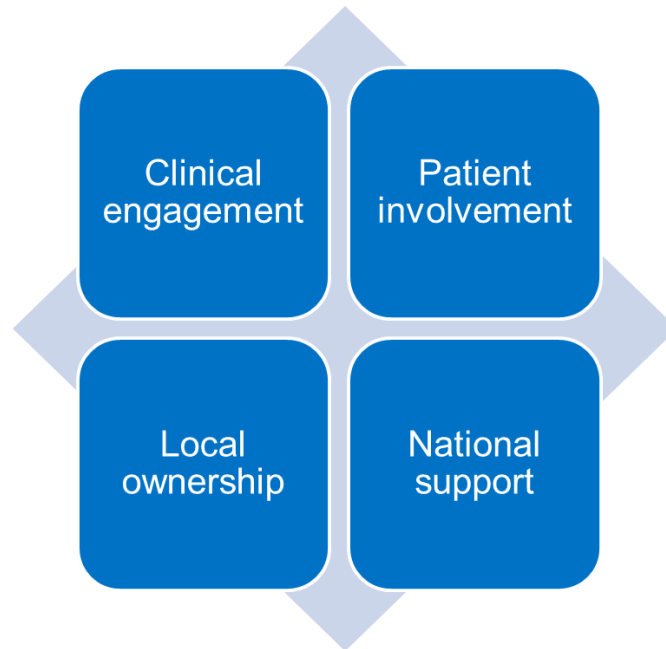 Clinical
engagement
Patient
involvement
Local
ownership
National
support